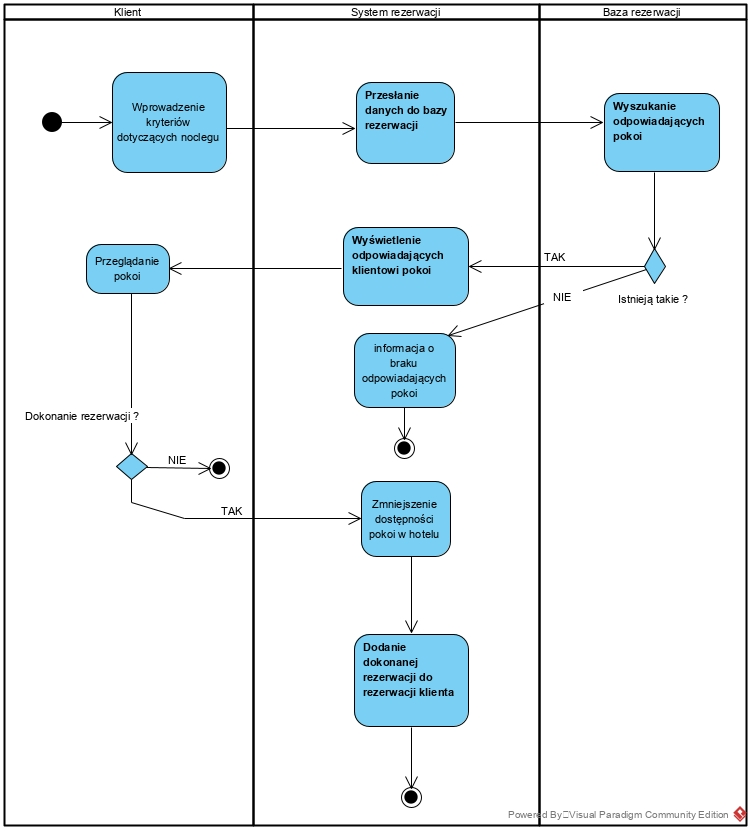 Klient
System rezerwacji
Baza rezerwacji
Wprowadzenie
kryteriów
dotyczących noclegu
Przesłanie
danych do bazy
rezerwacji
Wyszukanie
odpowiadających
pokoi
Przeglądanie
pokoi
Wyświetlenie
odpowiadających
klientowi pokoi
TAK
NIE
Istnieją takie ?
informacja o
braku
odpowiadających
pokoi
Dokonanie rezerwacji ?
NIE
TAK
Zmniejszenie
dostępności
pokoi w hotelu
Dodanie
dokonanej
rezerwacji do
rezerwacji klienta
Powered By Visual Paradigm Community Edition